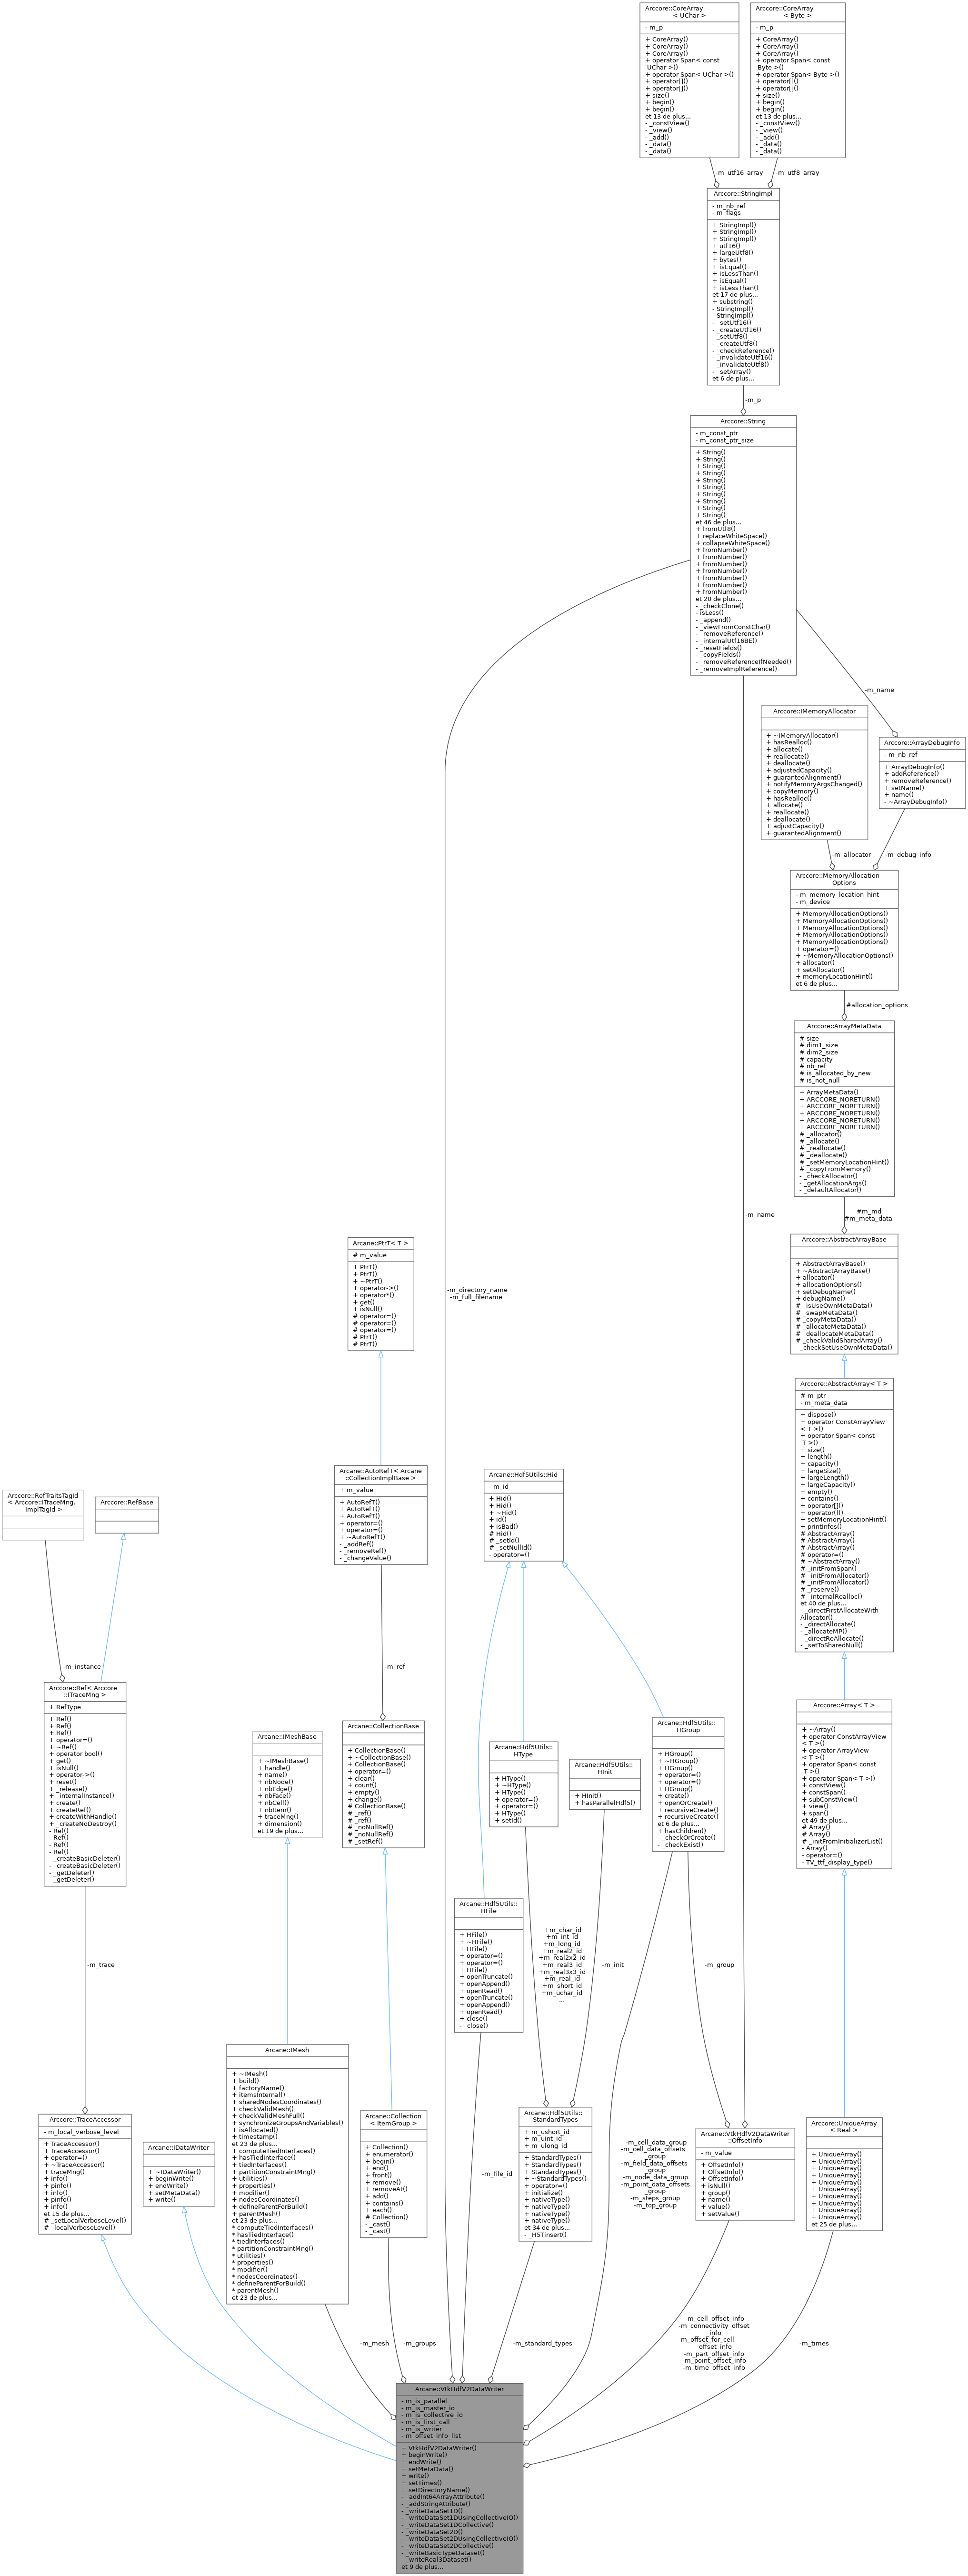 Arccore::CoreArray
< UChar >
- m_p
+ CoreArray()
+ CoreArray()
+ CoreArray()
+ operator Span< const
 UChar >()
+ operator Span< UChar >()
+ operator[]()
+ operator[]()
+ size()
+ begin()
+ begin()
et 13 de plus...
- _constView()
- _view()
- _add()
- _data()
- _data()
Arccore::CoreArray
< Byte >
- m_p
+ CoreArray()
+ CoreArray()
+ CoreArray()
+ operator Span< const
 Byte >()
+ operator Span< Byte >()
+ operator[]()
+ operator[]()
+ size()
+ begin()
+ begin()
et 13 de plus...
- _constView()
- _view()
- _add()
- _data()
- _data()
-m_utf16_array
-m_utf8_array
Arccore::StringImpl
- m_nb_ref
- m_flags
+ StringImpl()
+ StringImpl()
+ StringImpl()
+ utf16()
+ largeUtf8()
+ bytes()
+ isEqual()
+ isLessThan()
+ isEqual()
+ isLessThan()
et 17 de plus...
+ substring()
- StringImpl()
- StringImpl()
- _setUtf16()
- _createUtf16()
- _setUtf8()
- _createUtf8()
- _checkReference()
- _invalidateUtf16()
- _invalidateUtf8()
- _setArray()
et 6 de plus...
-m_p
Arccore::String
- m_const_ptr
- m_const_ptr_size
+ String()
+ String()
+ String()
+ String()
+ String()
+ String()
+ String()
+ String()
+ String()
+ String()
et 46 de plus...
+ fromUtf8()
+ replaceWhiteSpace()
+ collapseWhiteSpace()
+ fromNumber()
+ fromNumber()
+ fromNumber()
+ fromNumber()
+ fromNumber()
+ fromNumber()
+ fromNumber()
et 20 de plus...
- _checkClone()
- isLess()
- _append()
- _viewFromConstChar()
- _removeReference()
- _internalUtf16BE()
- _resetFields()
- _copyFields()
- _removeReferenceIfNeeded()
- _removeImplReference()
-m_name
Arccore::IMemoryAllocator
+ ~IMemoryAllocator()
+ hasRealloc()
+ allocate()
+ reallocate()
+ deallocate()
+ adjustedCapacity()
+ guarantedAlignment()
+ notifyMemoryArgsChanged()
+ copyMemory()
+ hasRealloc()
+ allocate()
+ reallocate()
+ deallocate()
+ adjustCapacity()
+ guarantedAlignment()
Arccore::ArrayDebugInfo
- m_nb_ref
+ ArrayDebugInfo()
+ addReference()
+ removeReference()
+ setName()
+ name()
- ~ArrayDebugInfo()
-m_allocator
-m_debug_info
Arccore::MemoryAllocation
Options
- m_memory_location_hint
- m_device
+ MemoryAllocationOptions()
+ MemoryAllocationOptions()
+ MemoryAllocationOptions()
+ MemoryAllocationOptions()
+ MemoryAllocationOptions()
+ operator=()
+ ~MemoryAllocationOptions()
+ allocator()
+ setAllocator()
+ memoryLocationHint()
et 6 de plus...
#allocation_options
Arccore::ArrayMetaData
# size
# dim1_size
# dim2_size
# capacity
# nb_ref
# is_allocated_by_new
# is_not_null
+ ArrayMetaData()
+ ARCCORE_NORETURN()
+ ARCCORE_NORETURN()
+ ARCCORE_NORETURN()
+ ARCCORE_NORETURN()
+ ARCCORE_NORETURN()
# _allocator()
# _allocate()
# _reallocate()
# _deallocate()
# _setMemoryLocationHint()
# _copyFromMemory()
- _checkAllocator()
- _getAllocationArgs()
- _defaultAllocator()
#m_md
#m_meta_data
-m_name
Arccore::AbstractArrayBase
+ AbstractArrayBase()
+ ~AbstractArrayBase()
+ allocator()
+ allocationOptions()
+ setDebugName()
+ debugName()
# _isUseOwnMetaData()
# _swapMetaData()
# _copyMetaData()
# _allocateMetaData()
# _deallocateMetaData()
# _checkValidSharedArray()
- _checkSetUseOwnMetaData()
Arcane::PtrT< T >
# m_value
+ PtrT()
+ PtrT()
+ ~PtrT()
+ operator->()
+ operator*()
+ get()
+ isNull()
# operator=()
# operator=()
# operator=()
# PtrT()
# PtrT()
-m_directory_name
-m_full_filename
Arccore::AbstractArray< T >
# m_ptr
- m_meta_data
+ dispose()
+ operator ConstArrayView
< T >()
+ operator Span< const
 T >()
+ size()
+ length()
+ capacity()
+ largeSize()
+ largeLength()
+ largeCapacity()
+ empty()
+ contains()
+ operator[]()
+ operator()()
+ setMemoryLocationHint()
+ printInfos()
# AbstractArray()
# AbstractArray()
# AbstractArray()
# operator=()
# ~AbstractArray()
# _initFromSpan()
# _initFromAllocator()
# _initFromAllocator()
# _reserve()
# _internalRealloc()
et 40 de plus...
- _directFirstAllocateWith
Allocator()
- _directAllocate()
- _allocateMP()
- _directReAllocate()
- _setToSharedNull()
Arcane::AutoRefT< Arcane
::CollectionImplBase >
+ m_value
+ AutoRefT()
+ AutoRefT()
+ AutoRefT()
+ operator=()
+ operator=()
+ ~AutoRefT()
- _addRef()
- _removeRef()
- _changeValue()
Arcane::Hdf5Utils::Hid
- m_id
+ Hid()
+ Hid()
+ ~Hid()
+ id()
+ isBad()
# Hid()
# _setId()
# _setNullId()
- operator=()
Arccore::RefTraitsTagId
< Arccore::ITraceMng,
ImplTagId >
Arccore::RefBase
-m_instance
-m_ref
Arccore::Ref< Arccore
::ITraceMng >
+ RefType
+ Ref()
+ Ref()
+ Ref()
+ operator=()
+ ~Ref()
+ operator bool()
+ get()
+ isNull()
+ operator->()
+ reset()
+ _release()
+ _internalInstance()
+ create()
+ createRef()
+ createWithHandle()
+ _createNoDestroy()
- Ref()
- Ref()
- Ref()
- Ref()
- _createBasicDeleter()
- _createBasicDeleter()
- _getDeleter()
- _getDeleter()
Arcane::IMeshBase
+ ~IMeshBase()
+ handle()
+ name()
+ nbNode()
+ nbEdge()
+ nbFace()
+ nbCell()
+ nbItem()
+ traceMng()
+ dimension()
et 19 de plus...
Arcane::CollectionBase
+ CollectionBase()
+ ~CollectionBase()
+ CollectionBase()
+ operator=()
+ clear()
+ count()
+ empty()
+ change()
# CollectionBase()
# _ref()
# _ref()
# _noNullRef()
# _noNullRef()
# _setRef()
Arcane::Hdf5Utils::
HType
+ HType()
+ ~HType()
+ HType()
+ operator=()
+ operator=()
+ HType()
+ setId()
Arcane::Hdf5Utils::
HInit
+ HInit()
+ hasParallelHdf5()
Arcane::Hdf5Utils::
HGroup
+ HGroup()
+ ~HGroup()
+ HGroup()
+ operator=()
+ operator=()
+ HGroup()
+ create()
+ openOrCreate()
+ recursiveCreate()
+ recursiveCreate()
et 6 de plus...
+ hasChildren()
- _checkOrCreate()
- _checkExist()
Arccore::Array< T >
+ ~Array()
+ operator ConstArrayView
< T >()
+ operator ArrayView
< T >()
+ operator Span< const
 T >()
+ operator Span< T >()
+ constView()
+ constSpan()
+ subConstView()
+ view()
+ span()
et 49 de plus...
# Array()
# Array()
# _initFromInitializerList()
- Array()
- operator=()
- TV_ttf_display_type()
Arcane::Hdf5Utils::
HFile
+ HFile()
+ ~HFile()
+ HFile()
+ operator=()
+ operator=()
+ HFile()
+ openTruncate()
+ openAppend()
+ openRead()
+ openTruncate()
+ openAppend()
+ openRead()
+ close()
- _close()
+m_char_id
+m_int_id
+m_long_id
+m_real2_id
+m_real2x2_id
+m_real3_id
+m_real3x3_id
+m_real_id
+m_short_id
+m_uchar_id
...
-m_init
-m_group
-m_trace
Arccore::TraceAccessor
- m_local_verbose_level
+ TraceAccessor()
+ TraceAccessor()
+ operator=()
+ ~TraceAccessor()
+ traceMng()
+ info()
+ pinfo()
+ info()
+ pinfo()
+ info()
et 15 de plus...
# _setLocalVerboseLevel()
# _localVerboseLevel()
Arcane::IDataWriter
+ ~IDataWriter()
+ beginWrite()
+ endWrite()
+ setMetaData()
+ write()
Arcane::IMesh
+ ~IMesh()
+ build()
+ factoryName()
+ itemsInternal()
+ sharedNodesCoordinates()
+ checkValidMesh()
+ checkValidMeshFull()
+ synchronizeGroupsAndVariables()
+ isAllocated()
+ timestamp()
et 23 de plus...
+ computeTiedInterfaces()
+ hasTiedInterface()
+ tiedInterfaces()
+ partitionConstraintMng()
+ utilities()
+ properties()
+ modifier()
+ nodesCoordinates()
+ defineParentForBuild()
+ parentMesh()
et 23 de plus...
* computeTiedInterfaces()
* hasTiedInterface()
* tiedInterfaces()
* partitionConstraintMng()
* utilities()
* properties()
* modifier()
* nodesCoordinates()
* defineParentForBuild()
* parentMesh()
et 23 de plus...
Arcane::Collection
< ItemGroup >
+ Collection()
+ enumerator()
+ begin()
+ end()
+ front()
+ remove()
+ removeAt()
+ add()
+ contains()
+ each()
# Collection()
- _cast()
- _cast()
-m_file_id
Arcane::Hdf5Utils::
StandardTypes
+ m_ushort_id
+ m_uint_id
+ m_ulong_id
+ StandardTypes()
+ StandardTypes()
+ StandardTypes()
+ ~StandardTypes()
+ operator=()
+ initialize()
+ nativeType()
+ nativeType()
+ nativeType()
+ nativeType()
et 34 de plus...
- _H5Tinsert()
-m_cell_data_group
-m_cell_data_offsets
_group
-m_field_data_offsets
_group
-m_node_data_group
-m_point_data_offsets
_group
-m_steps_group
-m_top_group
Arcane::VtkHdfV2DataWriter
::OffsetInfo
- m_value
+ OffsetInfo()
+ OffsetInfo()
+ OffsetInfo()
+ isNull()
+ group()
+ name()
+ value()
+ setValue()
Arccore::UniqueArray
< Real >
+ UniqueArray()
+ UniqueArray()
+ UniqueArray()
+ UniqueArray()
+ UniqueArray()
+ UniqueArray()
+ UniqueArray()
+ UniqueArray()
+ UniqueArray()
+ UniqueArray()
et 25 de plus...
-m_mesh
-m_groups
-m_standard_types
-m_cell_offset_info
-m_connectivity_offset
_info
-m_offset_for_cell
_offset_info
-m_part_offset_info
-m_point_offset_info
-m_time_offset_info
-m_times
Arcane::VtkHdfV2DataWriter
- m_is_parallel
- m_is_master_io
- m_is_collective_io
- m_is_first_call
- m_is_writer
- m_offset_info_list
+ VtkHdfV2DataWriter()
+ beginWrite()
+ endWrite()
+ setMetaData()
+ write()
+ setTimes()
+ setDirectoryName()
- _addInt64ArrayAttribute()
- _addStringAttribute()
- _writeDataSet1D()
- _writeDataSet1DUsingCollectiveIO()
- _writeDataSet1DCollective()
- _writeDataSet2D()
- _writeDataSet2DUsingCollectiveIO()
- _writeDataSet2DCollective()
- _writeBasicTypeDataset()
- _writeReal3Dataset()
et 9 de plus...